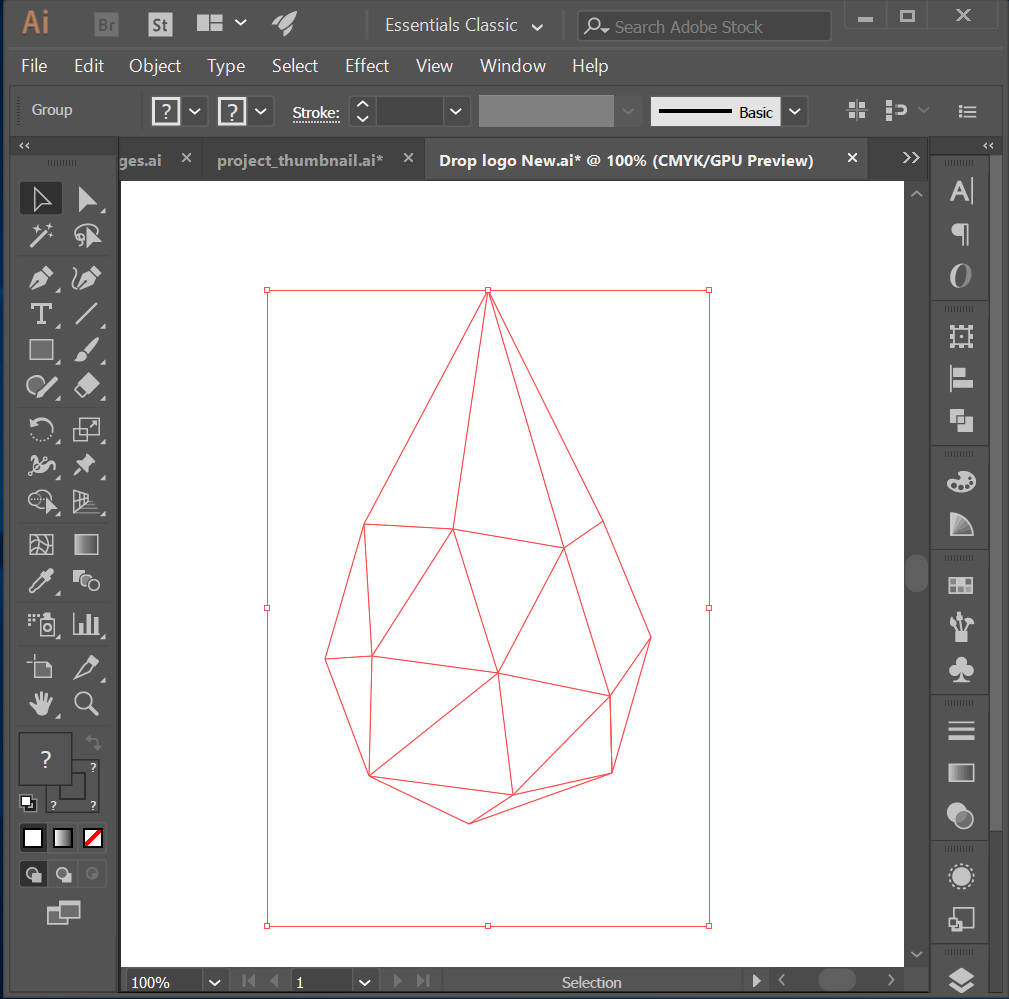 Ai Br St Essentials Classic Search Adobe Stock
File Edit Object Type Select Effect View Window Help
Group ? ? Stroke: Basic
ges.ai × project_thumbnail.ai* × Drop logo New.ai* @ 100% (CMYK/GPU Preview) ×
A
T
O
?
?
? ?
100% 1 Selection